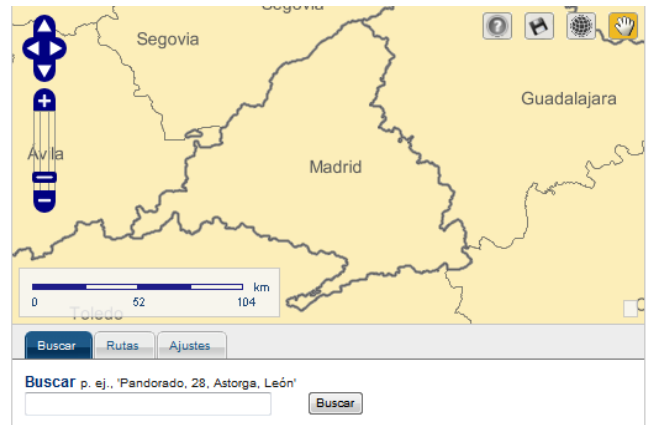 Segovia
Segovia
Guadalajara
Ávila
Madrid
km
0 52 104
Toledo
Buscar Rutas Ajustes
Buscar p. ej., 'Pandorado, 28, Astorga, León'
Buscar